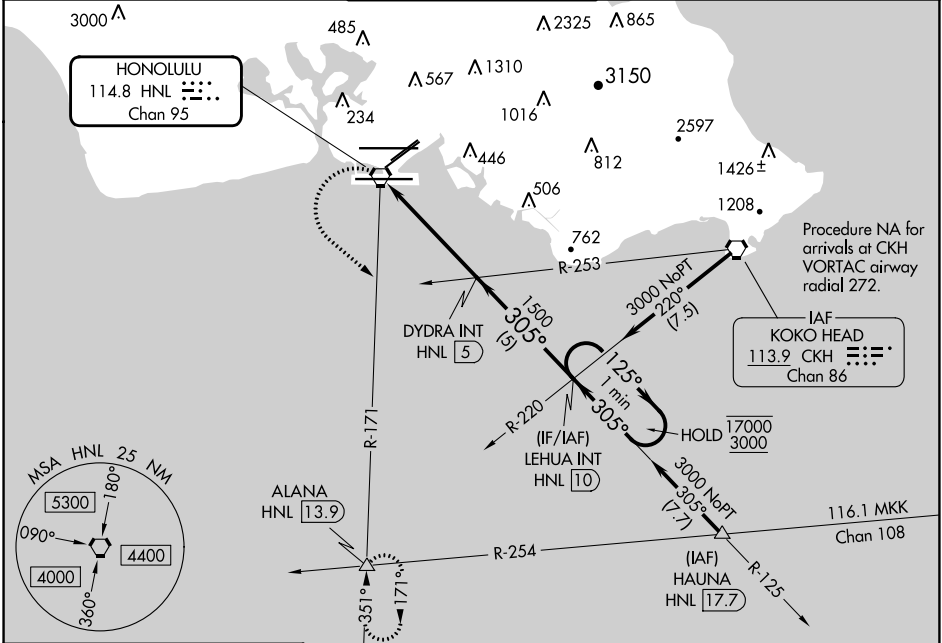 3000
485
2325
865
HONOLULU
114.8 HNL
Chan 95
567
1310
3150
234
1016
2597
446
812
1426 ±
506
1208
762
Procedure NA for
arrivals at CKH
VORTAC airway
radial 272.
R-253
3000 NoPT
220°
(7.5)
1500
305°
(5)
DYDRA INT
HNL 5
IAF
KOKO HEAD
113.9 CKH
Chan 86
125°
1 min
305°
R-171
R-220
HOLD 17000
3000
(IF/IAF)
LEHUA INT
HNL 10
3000 NoPT
305°
(7.7)
MSA HNL 25 NM
5300
180°
090°
4400
4000
360°
ALANA
HNL 13.9
116.1 MKK
Chan 108
R-254
(IAF)
HAUNA
HNL 17.7
R-125
351°
171°